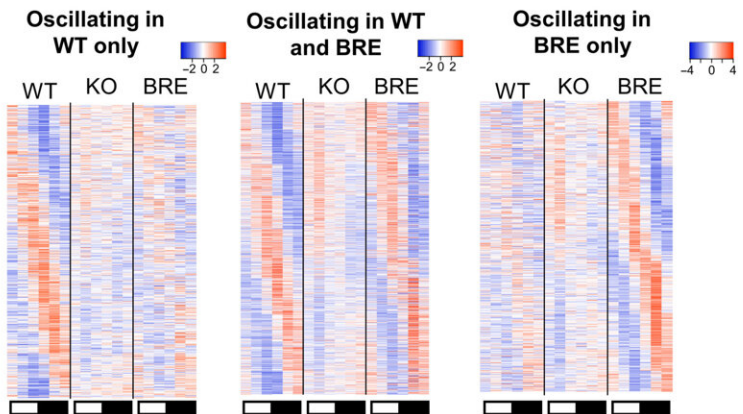 Oscillating in
WT only
-2 0 2
WT KO BRE
Oscillating in WT
and BRE
-2 0 2
WT KO BRE
Oscillating in
BRE only
-4 0 4
WT KO BRE